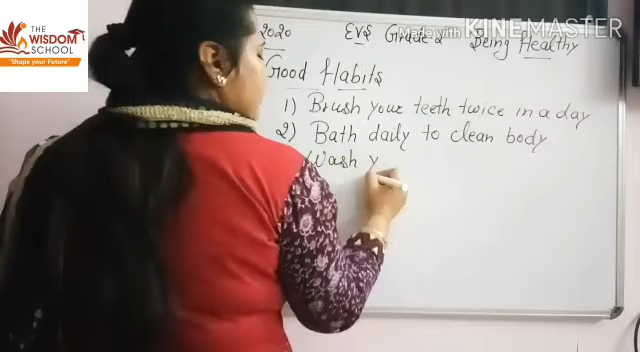 THE
WISDOM
SCHOOL
"Shape your Future"
Made with KINEMASTER
2020 EVS Grade 2 Being Healthy
Good Habits
1) Brush your teeth twice in a day
2) Bath daily to clean body
Wash y